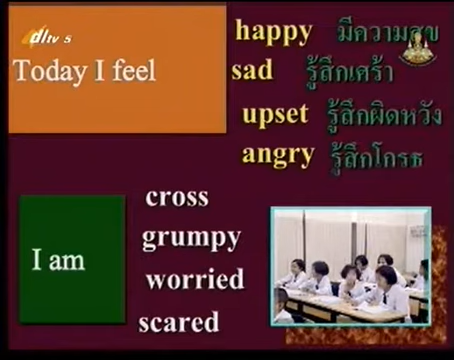 dltv 5
happy มีความสุข
Today I feel
sad รู้สึกเศร้า
upset รู้สึกผิดหวัง
angry รู้สึกโกรธ
cross
grumpy
I am
worried
scared